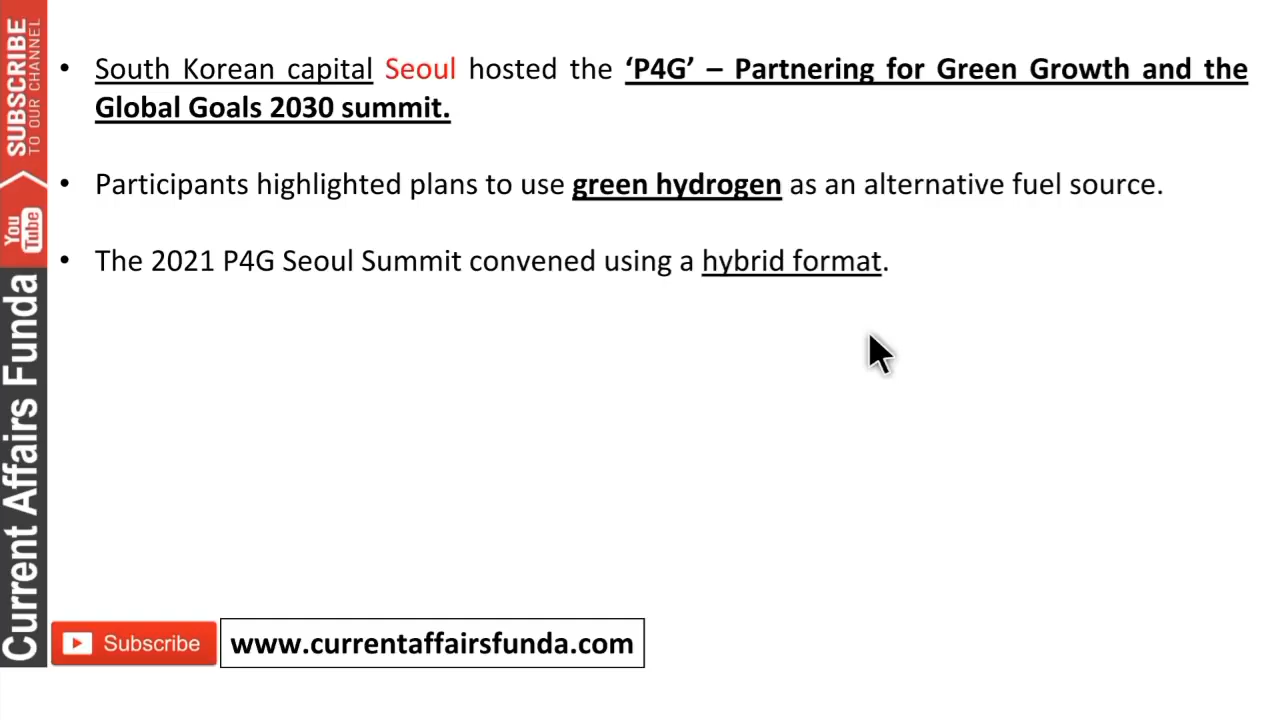 SUBSCRIBE
TO OUR CHANNEL
You
Tube
Current Affairs Funda
• South Korean capital Seoul hosted the ‘P4G’ – Partnering for Green Growth and the
Global Goals 2030 summit.
• Participants highlighted plans to use green hydrogen as an alternative fuel source.
• The 2021 P4G Seoul Summit convened using a hybrid format.
Subscribe
www.currentaffairsfunda.com